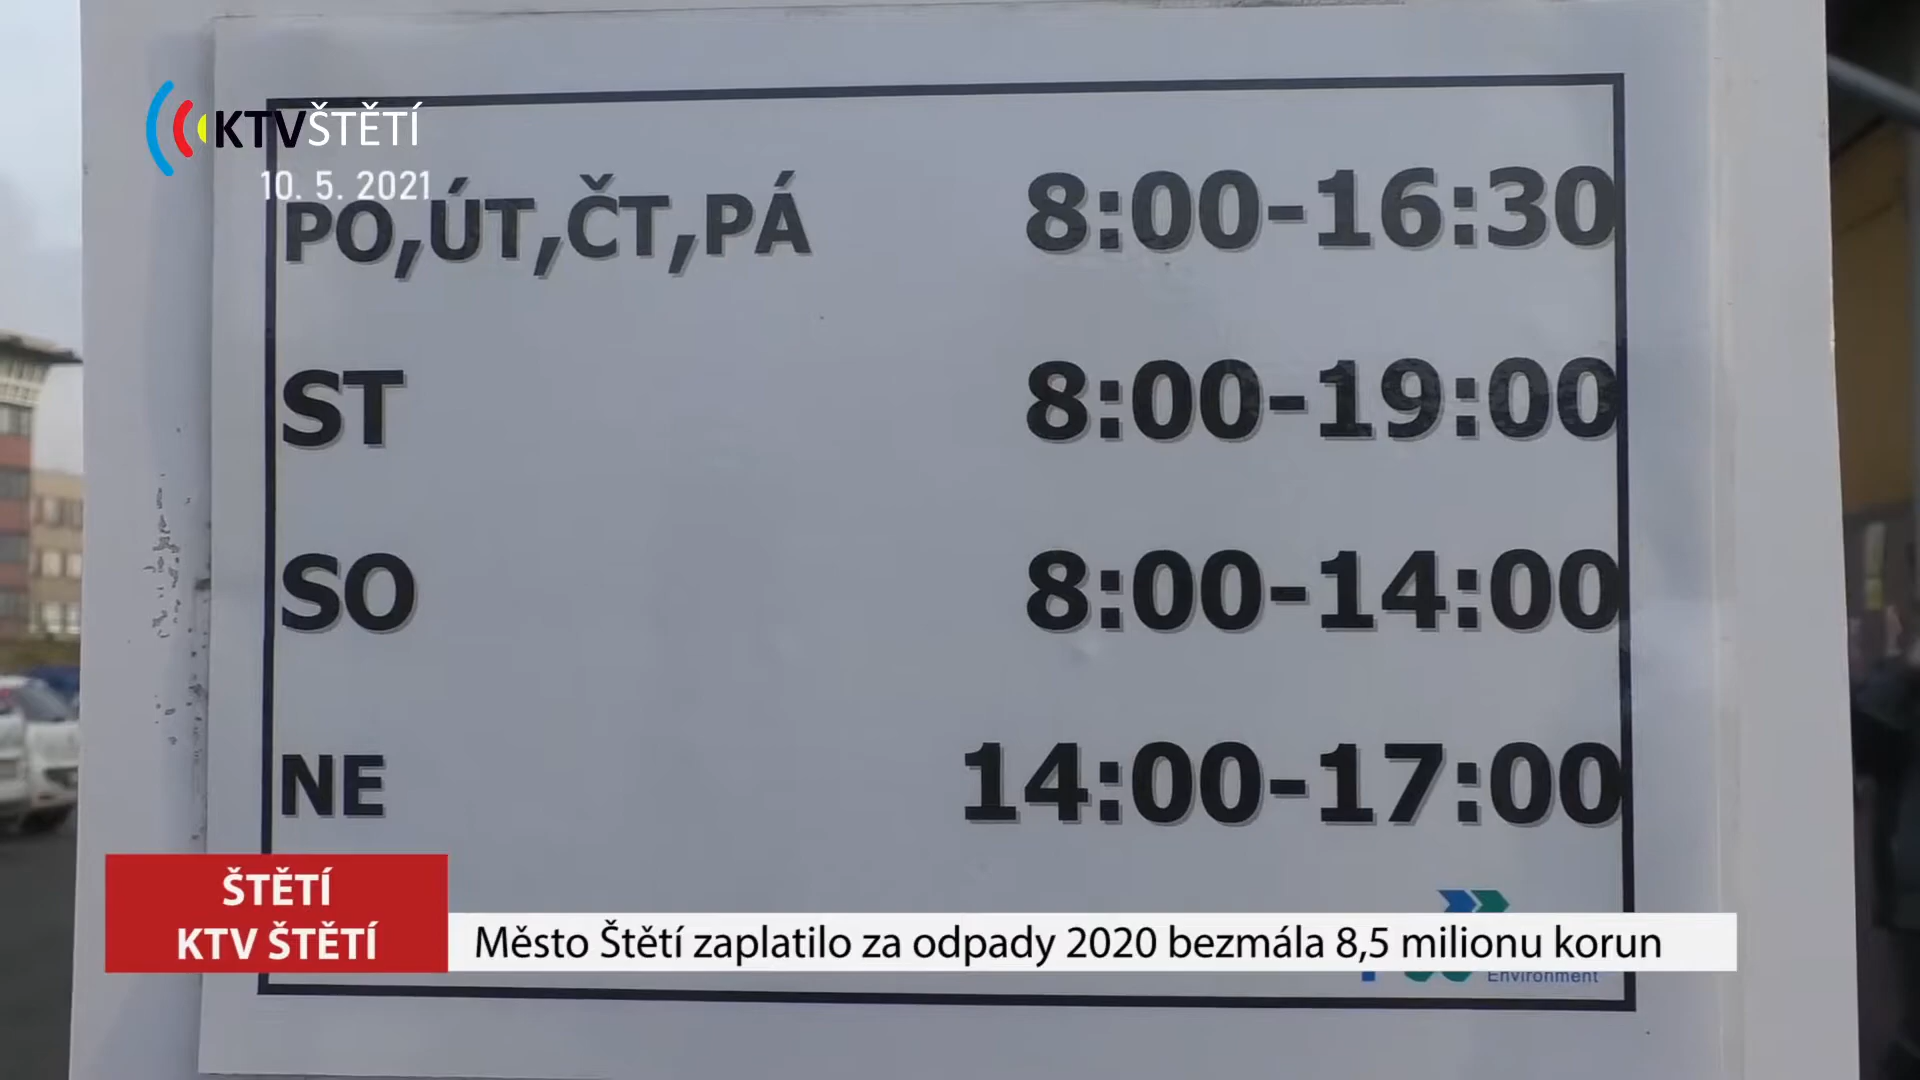 KTVŠTĚTÍ
10. 5. 2021
PO,ÚT,ČT,PÁ 8:00-16:30
ST 8:00-19:00
SO 8:00-14:00
NE 14:00-17:00
ŠTĚTÍ
KTV ŠTĚTÍ
Město Štětí zaplatilo za odpady 2020 bezmála 8,5 milionu korun
Environment